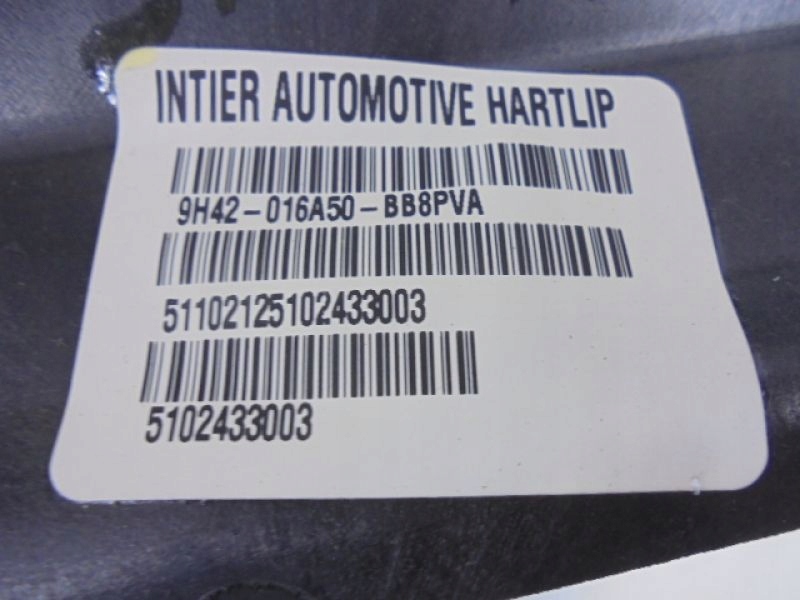 INTIER AUTOMOTIVE HARTLIP
9H42-016A50-BB8PVA
51102125102433003
5102433003